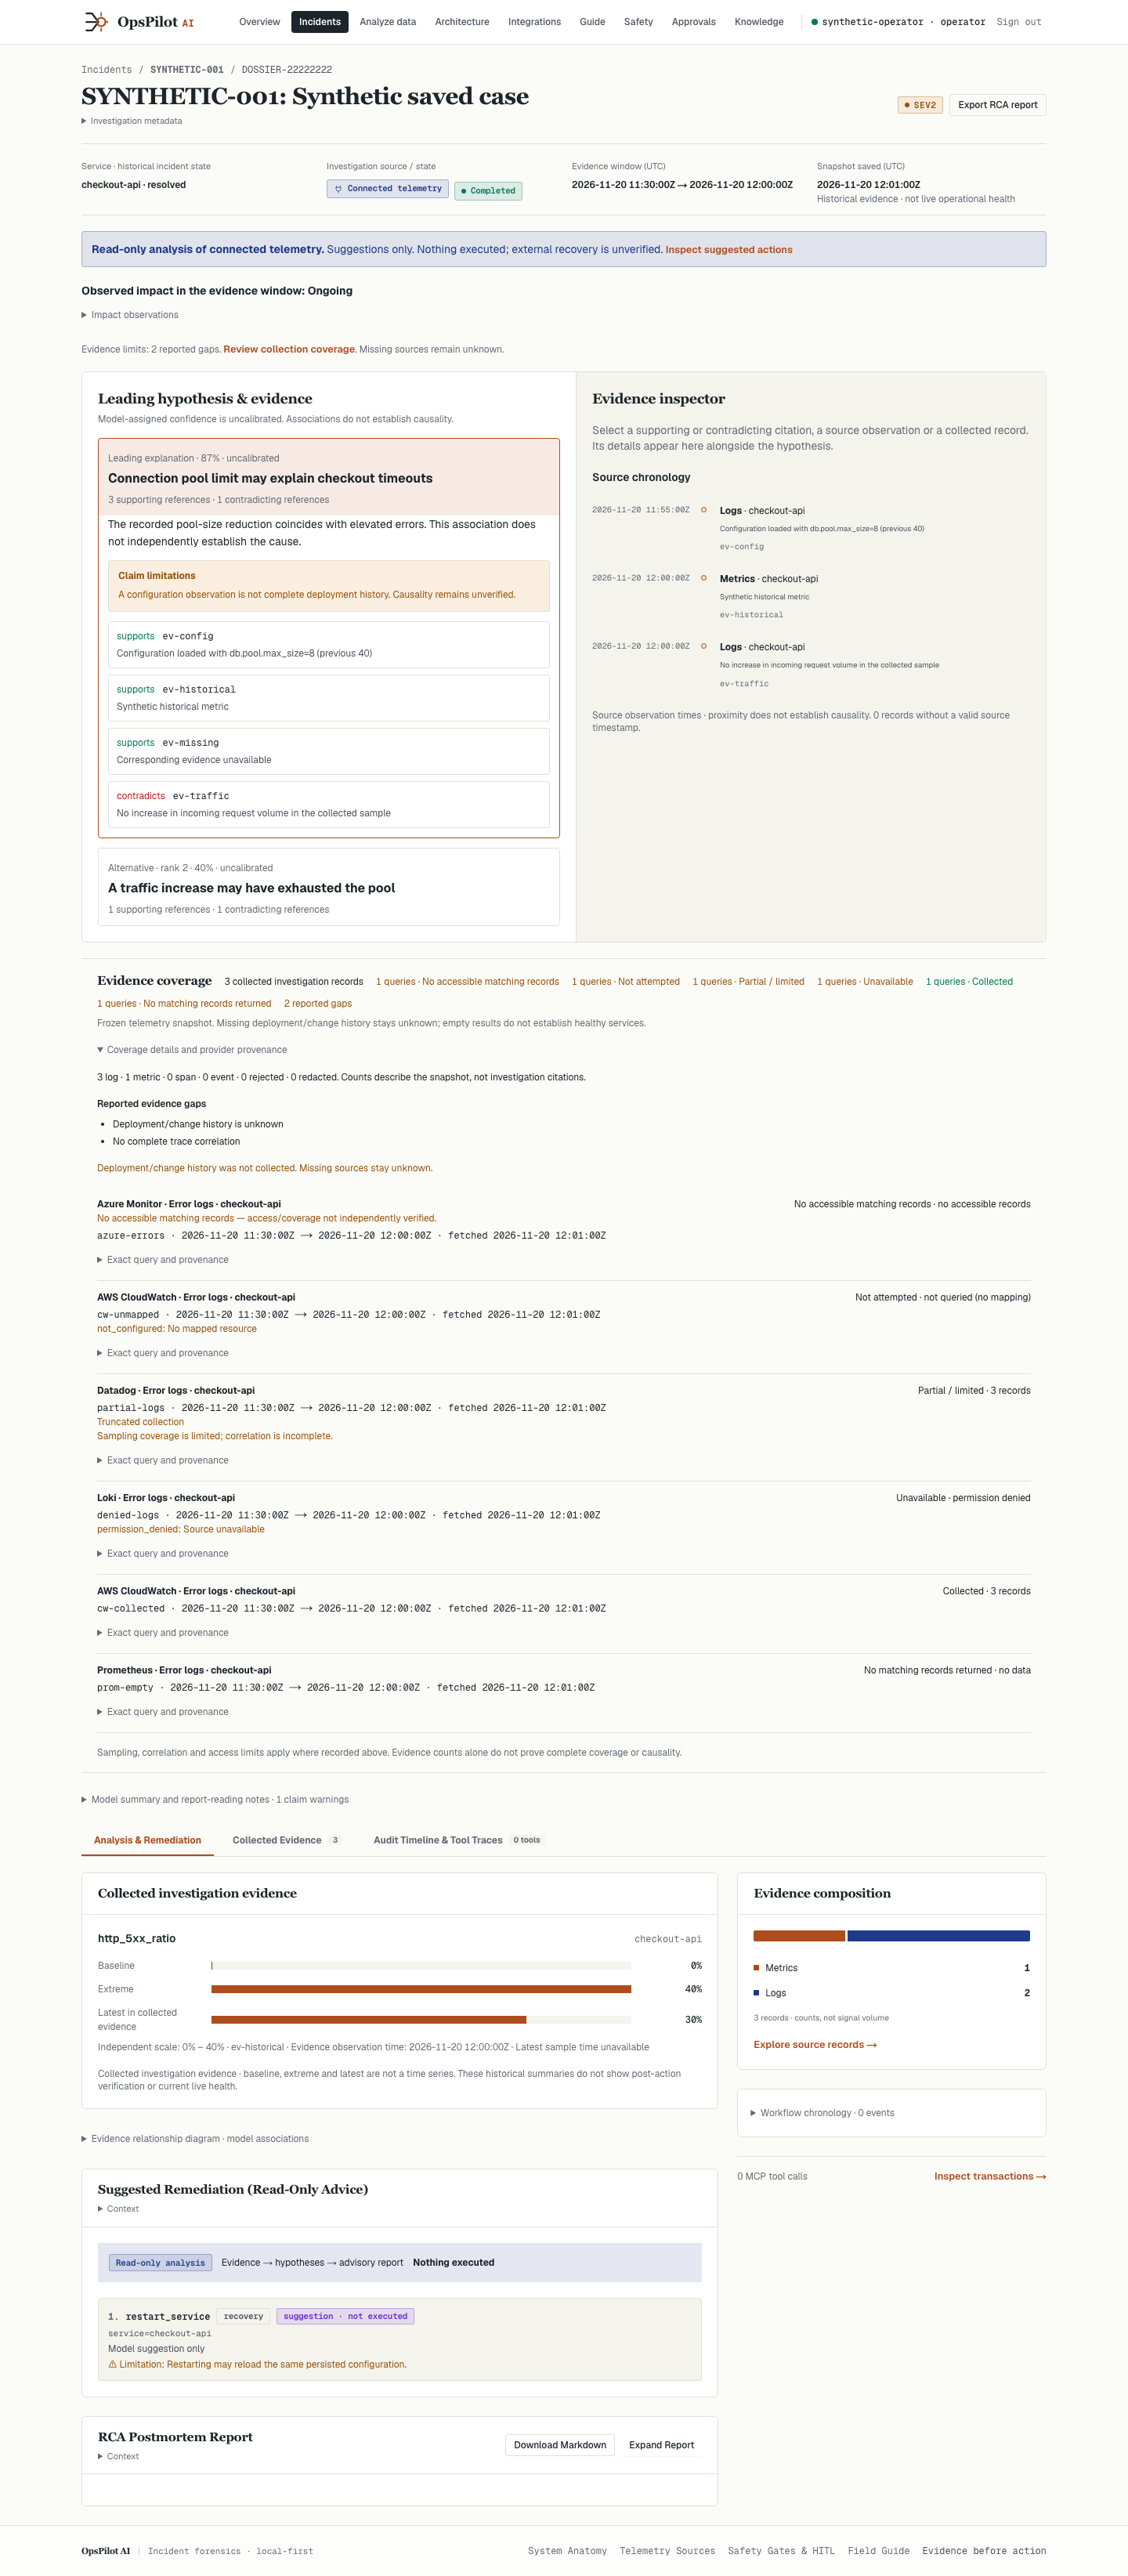 OpsPilot AI
Overview
Incidents
Analyze data
Architecture
Integrations
Guide
Safety
Approvals
Knowledge
synthetic-operator · operator
Sign out
Incidents / SYNTHETIC-001 / DOSSIER-22222222
SYNTHETIC-001: Synthetic saved case
SEV2
Export RCA report
Investigation metadata
Service · historical incident state
checkout-api · resolved
Investigation source / state
Connected telemetry
Completed
Evidence window (UTC)
2026-11-20 11:30:00Z → 2026-11-20 12:00:00Z
Snapshot saved (UTC)
2026-11-20 12:01:00Z
Historical evidence · not live operational health
Read-only analysis of connected telemetry. Suggestions only. Nothing executed; external recovery is unverified. Inspect suggested actions
Observed impact in the evidence window: Ongoing
Impact observations
Evidence limits: 2 reported gaps. Review collection coverage. Missing sources remain unknown.
Leading hypothesis & evidence
Model-assigned confidence is uncalibrated. Associations do not establish causality.
Leading explanation · 87% · uncalibrated
Connection pool limit may explain checkout timeouts
3 supporting references · 1 contradicting references
The recorded pool-size reduction coincides with elevated errors. This association does
not independently establish the cause.
Claim limitations
A configuration observation is not complete deployment history. Causality remains unverified.
supports ev-config
Configuration loaded with db.pool.max_size=8 (previous 40)
supports ev-historical
Synthetic historical metric
supports ev-missing
Corresponding evidence unavailable
contradicts ev-traffic
No increase in incoming request volume in the collected sample
Alternative · rank 2 · 40% · uncalibrated
A traffic increase may have exhausted the pool
1 supporting references · 1 contradicting references
Evidence inspector
Select a supporting or contradicting citation, a source observation or a collected record.
Its details appear here alongside the hypothesis.
Source chronology
2026-11-20 11:55:00Z
Logs · checkout-api
Configuration loaded with db.pool.max_size=8 (previous 40)
ev-config
2026-11-20 12:00:00Z
Metrics · checkout-api
Synthetic historical metric
ev-historical
2026-11-20 12:00:00Z
Logs · checkout-api
No increase in incoming request volume in the collected sample
ev-traffic
Source observation times · proximity does not establish causality. 0 records without a valid source
timestamp.
Evidence coverage 3 collected investigation records 1 queries · No accessible matching records 1 queries · Not attempted 1 queries · Partial / limited 1 queries · Unavailable 1 queries · Collected
1 queries · No matching records returned 2 reported gaps
Frozen telemetry snapshot. Missing deployment/change history stays unknown; empty results do not establish healthy services.
Coverage details and provider provenance
3 log · 1 metric · 0 span · 0 event · 0 rejected · 0 redacted. Counts describe the snapshot, not investigation citations.
Reported evidence gaps
• Deployment/change history is unknown
• No complete trace correlation
Deployment/change history was not collected. Missing sources stay unknown.
Azure Monitor · Error logs · checkout-api
No accessible matching records · no accessible records
No accessible matching records — access/coverage not independently verified.
azure-errors · 2026-11-20 11:30:00Z → 2026-11-20 12:00:00Z · fetched 2026-11-20 12:01:00Z
Exact query and provenance
AWS CloudWatch · Error logs · checkout-api
Not attempted · not queried (no mapping)
cw-unmapped · 2026-11-20 11:30:00Z → 2026-11-20 12:00:00Z · fetched 2026-11-20 12:01:00Z
not_configured: No mapped resource
Exact query and provenance
Datadog · Error logs · checkout-api
Partial / limited · 3 records
partial-logs · 2026-11-20 11:30:00Z → 2026-11-20 12:00:00Z · fetched 2026-11-20 12:01:00Z
Truncated collection
Sampling coverage is limited; correlation is incomplete.
Exact query and provenance
Loki · Error logs · checkout-api
Unavailable · permission denied
denied-logs · 2026-11-20 11:30:00Z → 2026-11-20 12:00:00Z · fetched 2026-11-20 12:01:00Z
permission_denied: Source unavailable
Exact query and provenance
AWS CloudWatch · Error logs · checkout-api
Collected · 3 records
cw-collected · 2026-11-20 11:30:00Z → 2026-11-20 12:00:00Z · fetched 2026-11-20 12:01:00Z
Exact query and provenance
Prometheus · Error logs · checkout-api
No matching records returned · no data
prom-empty · 2026-11-20 11:30:00Z → 2026-11-20 12:00:00Z · fetched 2026-11-20 12:01:00Z
Exact query and provenance
Sampling, correlation and access limits apply where recorded above. Evidence counts alone do not prove complete coverage or causality.
Model summary and report-reading notes · 1 claim warnings
Analysis & Remediation
Collected Evidence 3
Audit Timeline & Tool Traces 0 tools
Collected investigation evidence
http_5xx_ratio
checkout-api
Baseline
0%
Extreme
40%
Latest in collected
evidence
30%
Independent scale: 0% – 40% · ev-historical · Evidence observation time: 2026-11-20 12:00:00Z · Latest sample time unavailable
Collected investigation evidence · baseline, extreme and latest are not a time series. These historical summaries do not show post-action
verification or current live health.
Evidence relationship diagram · model associations
Suggested Remediation (Read-Only Advice)
Context
Read-only analysis
Evidence → hypotheses → advisory report Nothing executed
1. restart_service recovery suggestion · not executed
service=checkout-api
Model suggestion only
⚠ Limitation: Restarting may reload the same persisted configuration.
RCA Postmortem Report
Context
Download Markdown
Expand Report
Evidence composition
Metrics
1
Logs
2
3 records · counts, not signal volume
Explore source records →
Workflow chronology · 0 events
0 MCP tool calls
Inspect transactions →
OpsPilot AI | Incident forensics · local-first
System Anatomy
Telemetry Sources
Safety Gates & HITL
Field Guide
Evidence before action